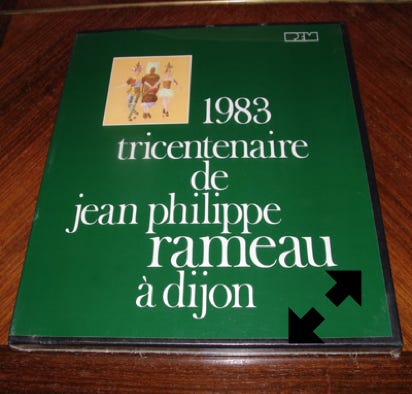 1983
tricentenaire
de
jean philippe
rameau
à dijon